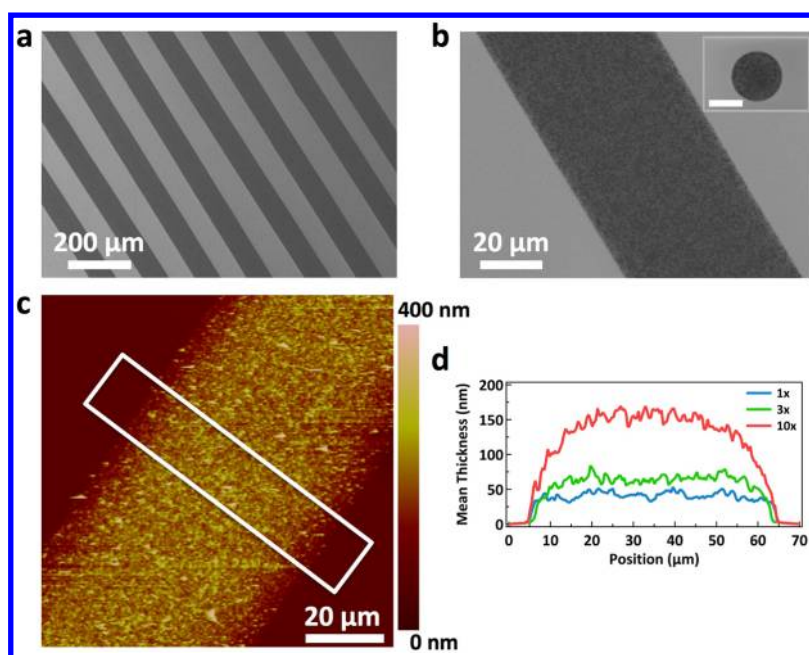 a
200 μm
b
20 μm
c
400 nm
0 nm
20 μm
d
Mean Thickness (nm)
200
150
100
50
0
1x
3x
10x
0 10 20 30 40 50 60 70
Position (μm)